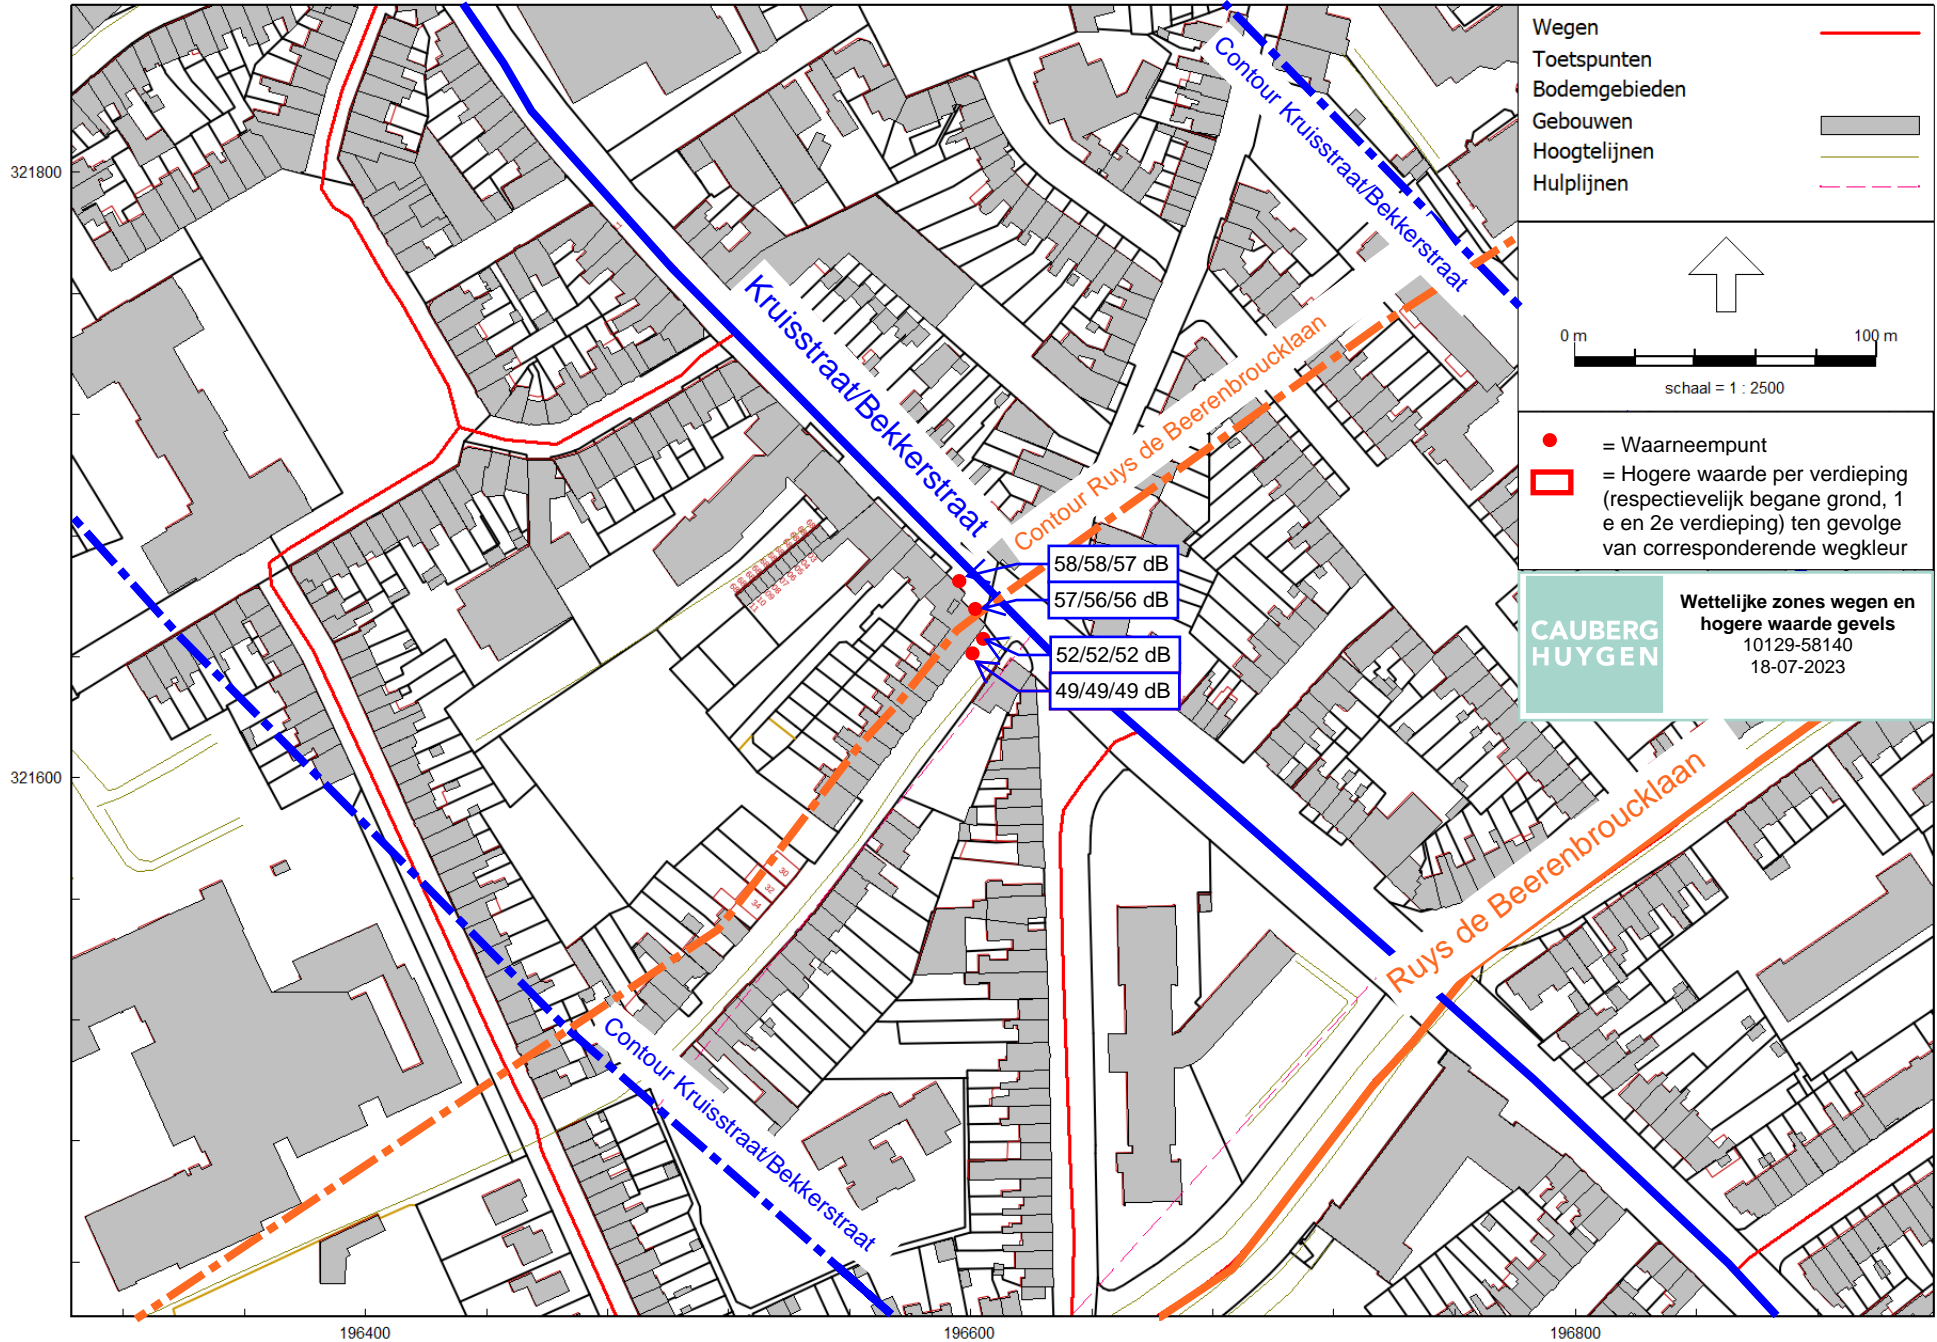 Wegen
Toetspunten
Bodemgebieden
Gebouwen
Hoogtelijnen
Hulplijnen
0 m
100 m
schaal = 1 : 2500
= Waarneempunt
= Hogere waarde per verdieping
(respectievelijk begane grond, 1
e en 2e verdieping) ten gevolge
van corresponderende wegkleur
CAUBERG
HUYGEN
Wettelijke zones wegen en
hogere waarde gevels
10129-58140
18-07-2023
Contour Kruisstraat/Bekkerstraat
Kruisstraat/Bekkerstraat
Contour Ruys de Beerenbroucklaan
58/58/57 dB
57/56/56 dB
52/52/52 dB
49/49/49 dB
Ruys de Beerenbroucklaan
Contour Kruisstraat/Bekkerstraat
30
32
34
321800
321600
196400
196600
196800